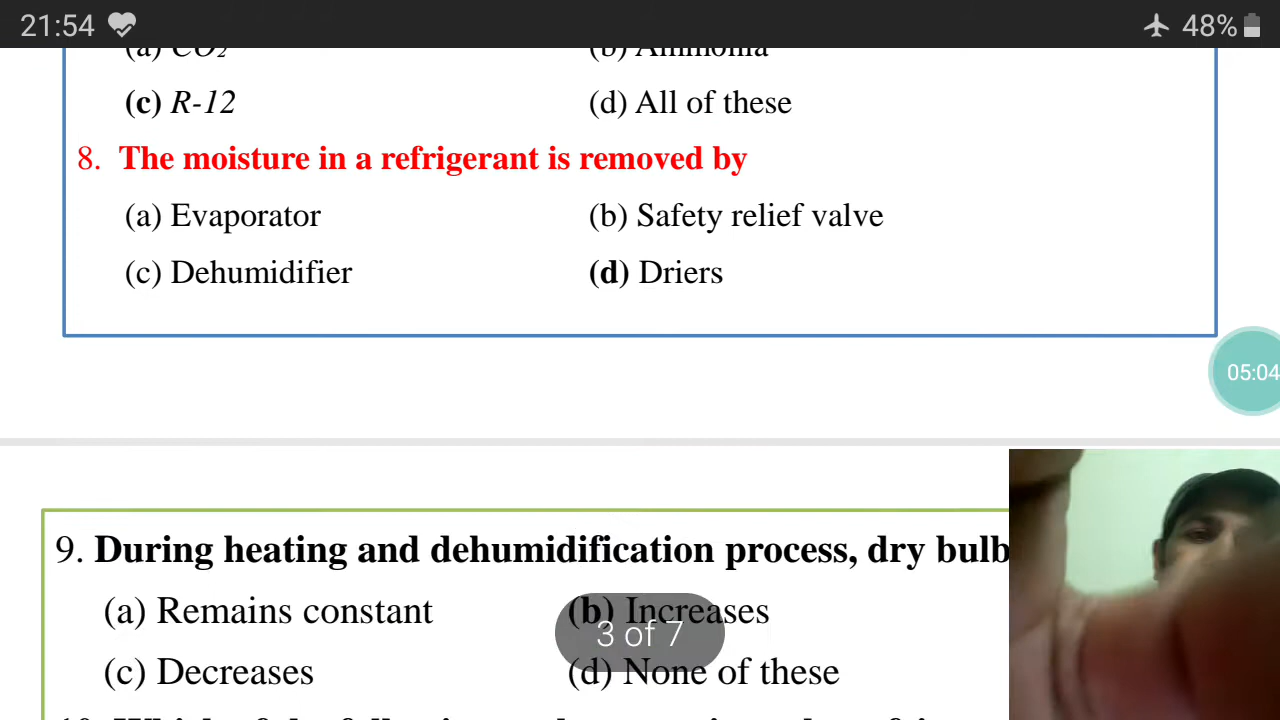 21:54 48%
(a) CO₂ (b) Ammonia
(c) R-12 (d) All of these
8. The moisture in a refrigerant is removed by
(a) Evaporator (b) Safety relief valve
(c) Dehumidifier (d) Driers
05:04
9. During heating and dehumidification process, dry bulb
(a) Remains constant (b) Increases
3 of 7
(c) Decreases (d) None of these